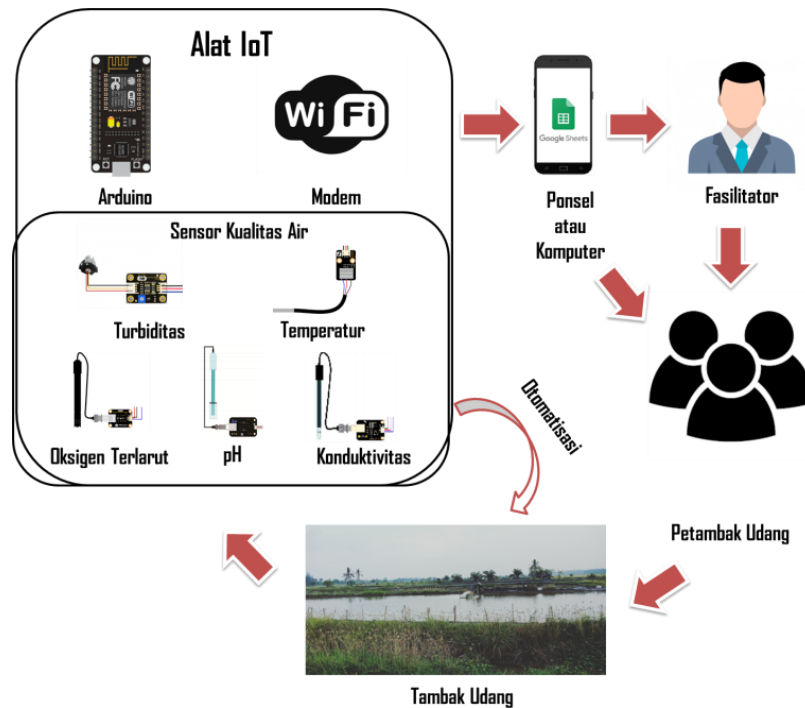 Alat IoT
Wi Fi
Google Sheets
Arduino
Modem
Ponsel
atau
Komputer
Fasilitator
Sensor Kualitas Air
Turbiditas
Temperatur
Otomatisasi
Oksigen Terlarut
pH
Konduktivitas
Petambak Udang
Tambak Udang